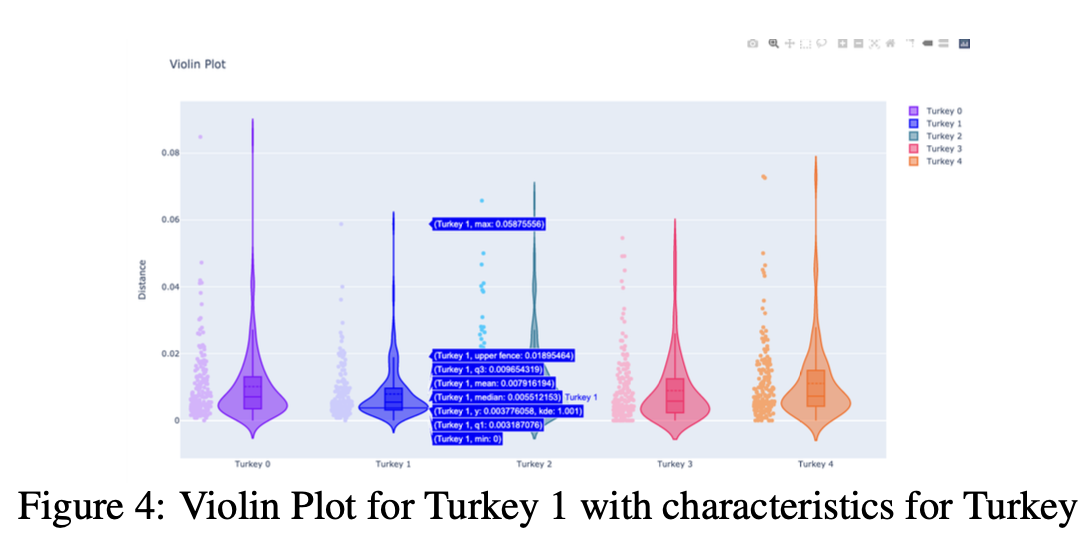 Violin Plot
Turkey 0
Turkey 1
Turkey 2
Turkey 3
Turkey 4
0.08
0.06
0.04
0.02
0
Distance
(Turkey 1, max: 0.05875556)
(Turkey 1, upper fence: 0.01895464)
(Turkey 1, q3: 0.009654319)
(Turkey 1, mean: 0.007916194)
(Turkey 1, median: 0.005512153) Turkey 1
(Turkey 1, y: 0.003776058, kde: 1.001)
(Turkey 1, q1: 0.003187076)
(Turkey 1, min: 0)
Turkey 0 Turkey 1 Turkey 2 Turkey 3 Turkey 4
Figure 4: Violin Plot for Turkey 1 with characteristics for Turkey